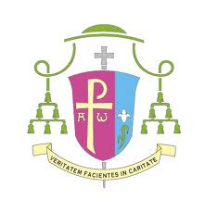 Α ω
VERITATEM FACIENTES IN CARITATE